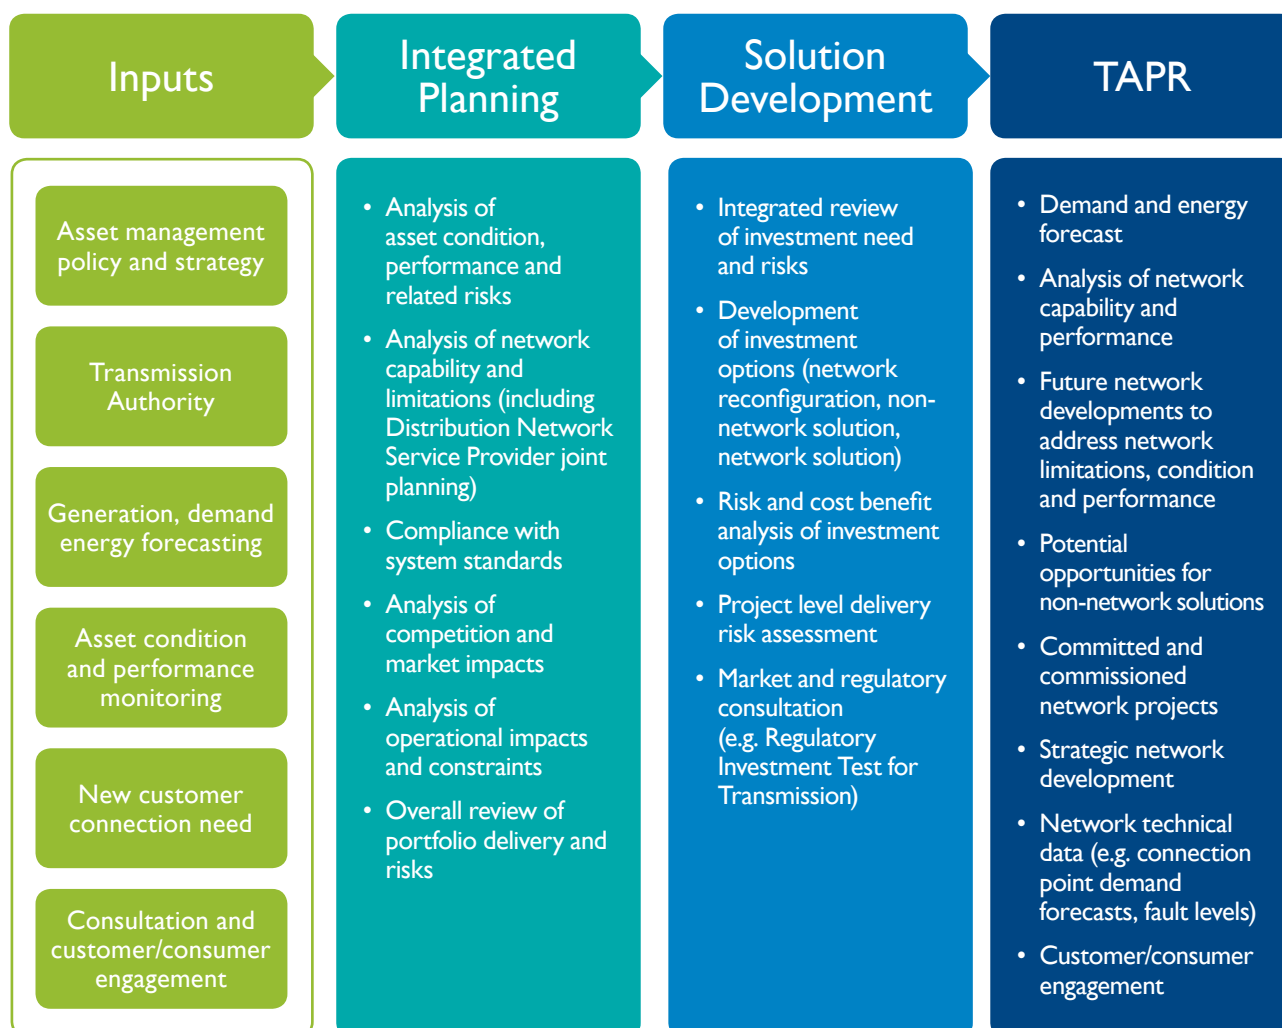 Inputs
Integrated
Planning
Solution
Development
TAPR
Asset management
policy and strategy
Transmission
Authority
Generation, demand
energy forecasting
Asset condition
and performance
monitoring
New customer
connection need
Consultation and
customer/consumer
engagement
• Analysis of
asset condition,
performance and
related risks
• Analysis of network
capability and
limitations (including
Distribution Network
Service Provider joint
planning)
• Compliance with
system standards
• Analysis of
competition and
market impacts
• Analysis of
operational impacts
and constraints
• Overall review of
portfolio delivery and
risks
• Integrated review
of investment need
and risks
• Development
of investment
options (network
reconfiguration, non-
network solution,
network solution)
• Risk and cost benefit
analysis of investment
options
• Project level delivery
risk assessment
• Market and regulatory
consultation
(e.g. Regulatory
Investment Test for
Transmission)
• Demand and energy
forecast
• Analysis of network
capability and
performance
• Future network
developments to
address network
limitations, condition
and performance
• Potential
opportunities for
non-network solutions
• Committed and
commissioned
network projects
• Strategic network
development
• Network technical
data (e.g. connection
point demand
forecasts, fault levels)
• Customer/consumer
engagement